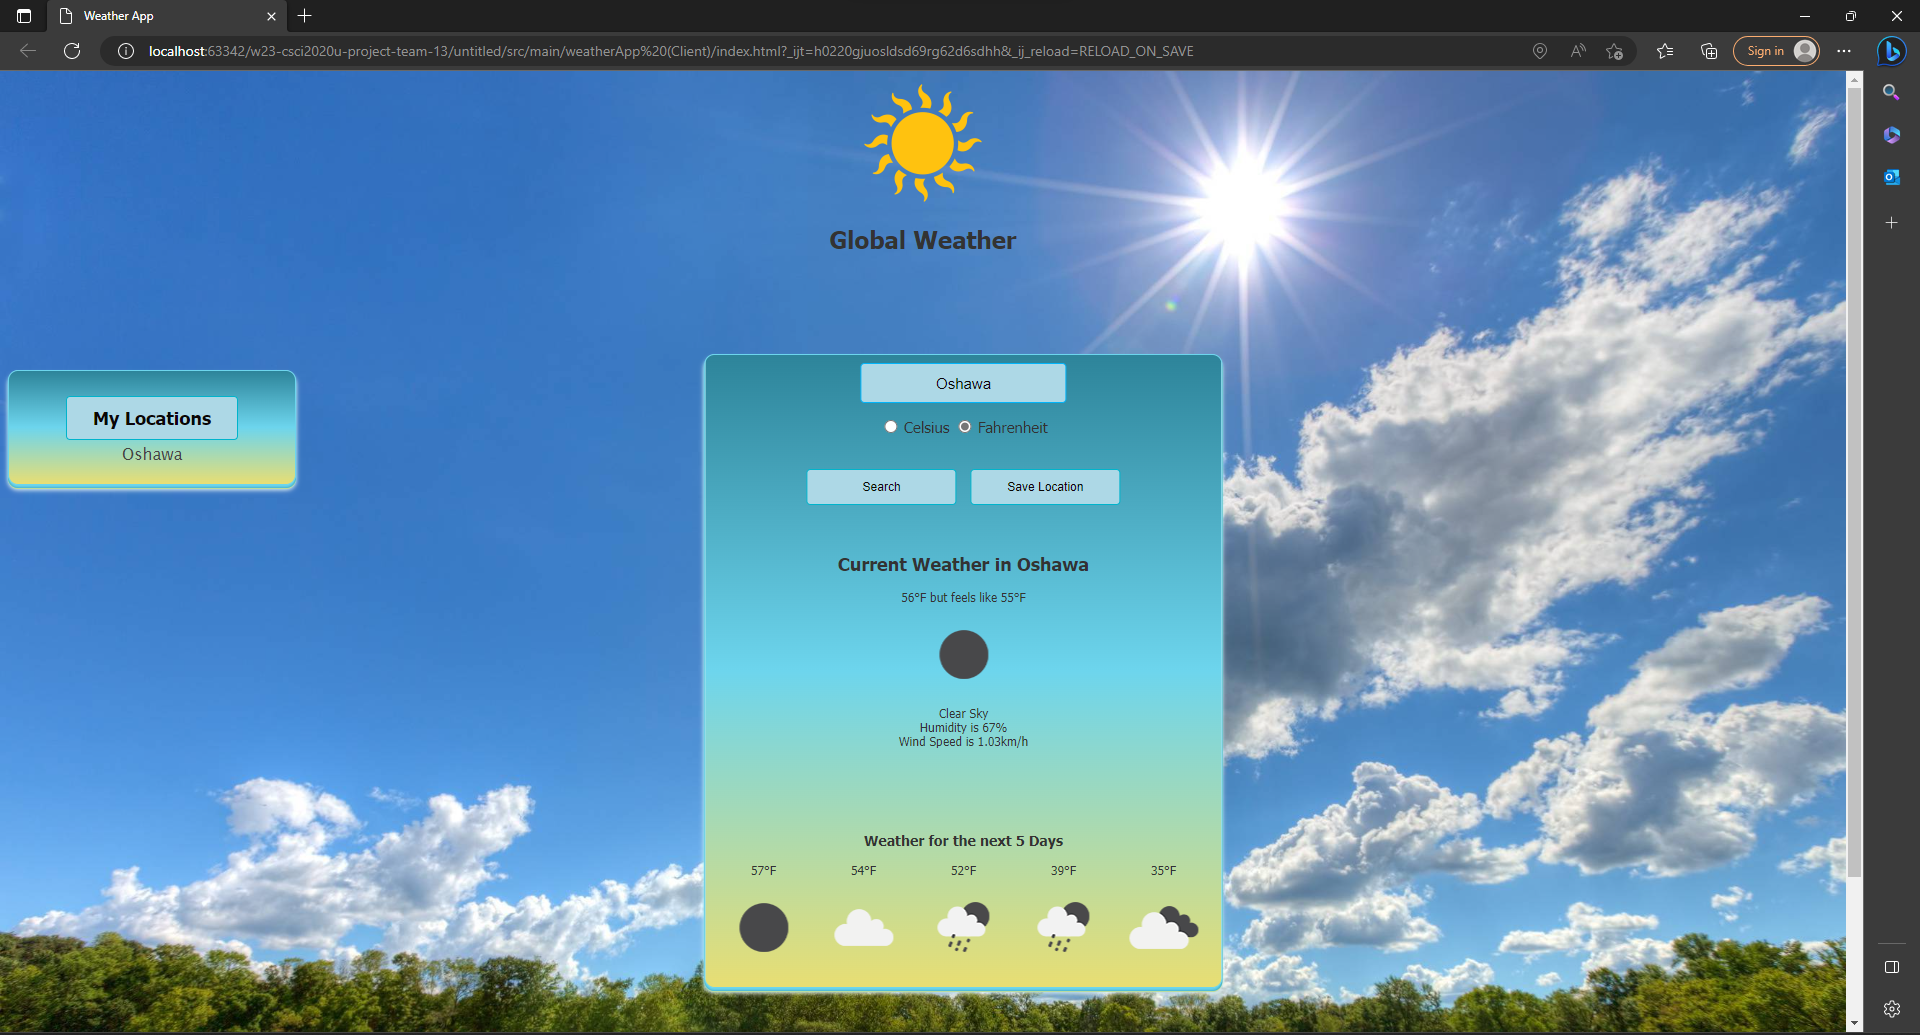 Weather App
localhost:63342/w23-csci2020u-project-team-13/untitled/src/main/weatherApp%20(Client)/index.html?_ijt=h0220gjuosldsd69rg62d6sdhh&_ij_reload=RELOAD_ON_SAVE
Sign in
Global Weather
My Locations
Oshawa
Oshawa
Celsius Fahrenheit
Search Save Location
Current Weather in Oshawa
56°F but feels like 55°F
Clear Sky
Humidity is 67%
Wind Speed is 1.03km/h
Weather for the next 5 Days
57°F 54°F 52°F 39°F 35°F